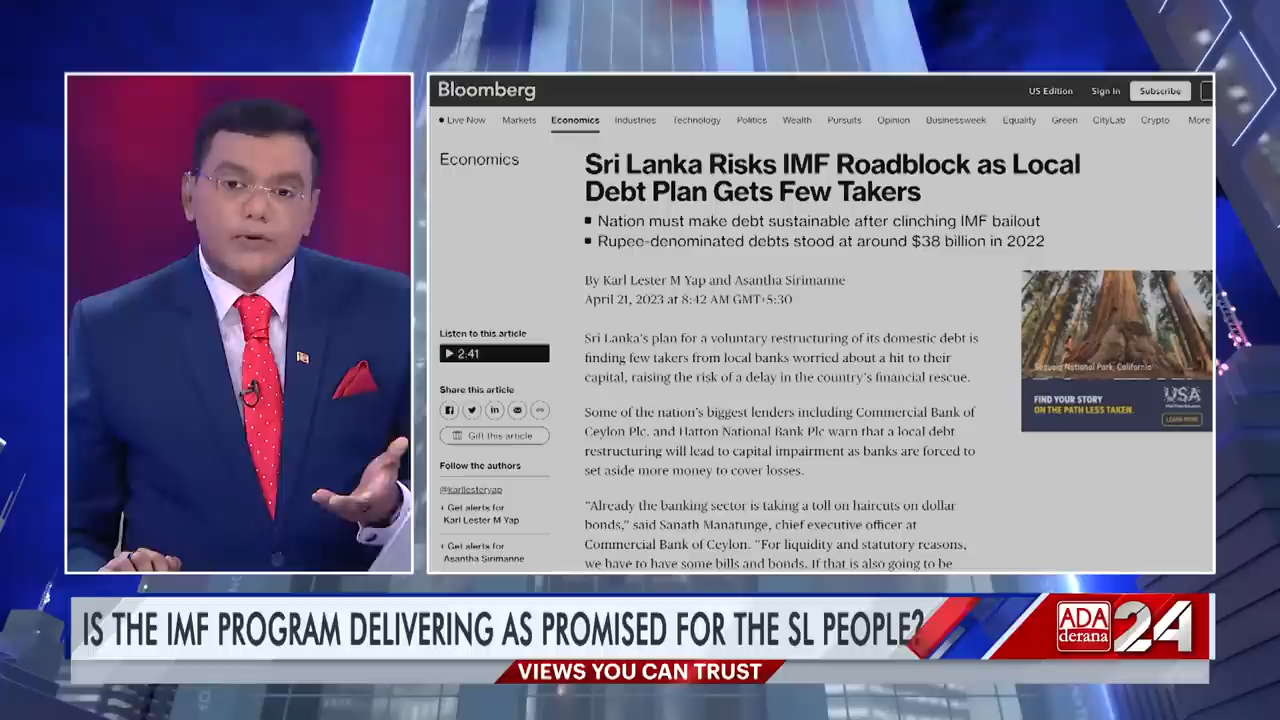 Bloomberg
US Edition Sign In Subscribe
Live Now Markets Economics Industries Technology Politics Wealth Pursuits Opinion Businessweek Equality Green CityLab Crypto More
Economics
Sri Lanka Risks IMF Roadblock as Local
Debt Plan Gets Few Takers
Nation must make debt sustainable after clinching IMF bailout
Rupee-denominated debts stood at around $38 billion in 2022
By Karl Lester M Yap and Asantha Sirimanne
April 21, 2023 at 8:42 AM GMT+5:30
Listen to this article
2:41
Share this article
Gift this article
Follow the authors
@karllesteryap
+ Get alerts for
Karl Lester M Yap
+ Get alerts for
Asantha Sirimanne
Sri Lanka's plan for a voluntary restructuring of its domestic debt is
finding few takers from local banks worried about a hit to their
capital, raising the risk of a delay in the country's financial rescue.
Some of the nation's biggest lenders including Commercial Bank of
Ceylon Plc. and Hatton National Bank Plc warn that a local debt
restructuring will lead to capital impairment as banks are forced to
set aside more money to cover losses.
"Already the banking sector is taking a toll on haircuts on dollar
bonds," said Sanath Manatunge, chief executive officer at
Commercial Bank of Ceylon. "For liquidity and statutory reasons,
we have to have some bills and bonds. If that is also going to be
Sequoia National Park, California
FIND YOUR STORY
ON THE PATH LESS TAKEN.
USA
LEARN MORE
IS THE IMF PROGRAM DELIVERING AS PROMISED FOR THE SL PEOPLE?
ADA
derana
24
VIEWS YOU CAN TRUST